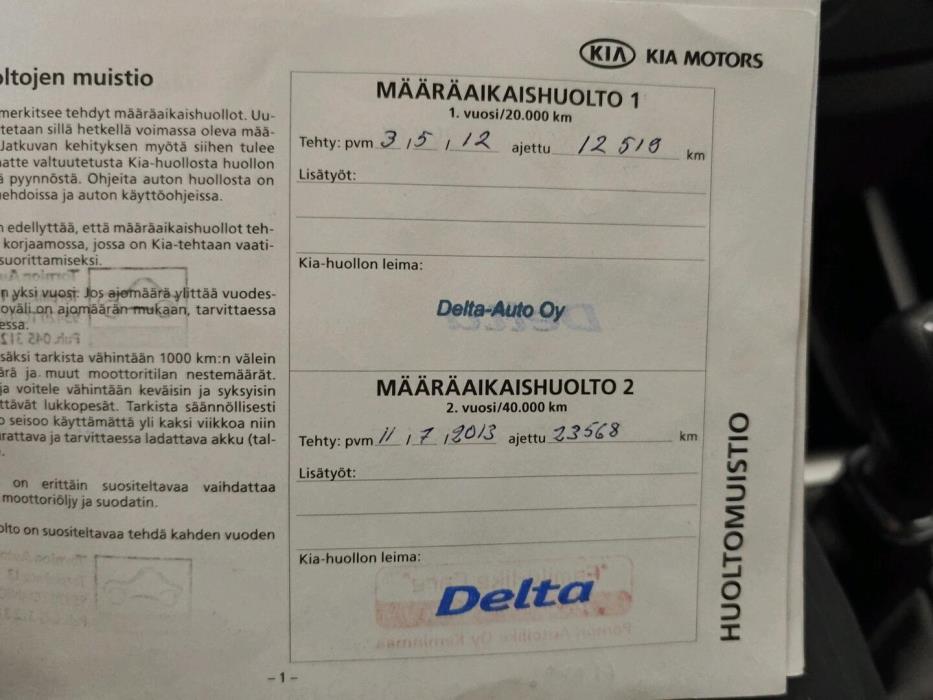 KIA KIA MOTORS
oltojen muistio
merkitsee tehdyt määräaikaishuollot. Uu-
tetaan sillä hetkellä voimassa oleva mää-
Jatkuvan kehityksen myötä siihen tulee
atte valtuutetusta Kia-huollosta huollon
ä pyynnöstä. Ohjeita auton huollosta on
ehdoissa ja auton käyttöohjeissa.
n edellyttää, että määräaikaishuollot teh-
korjaamossa, jossa on Kia-tehtaan vaati-
suorittamiseksi.
n yksi vuosi. Jos ajomäärä ylittää vuodes-
oväli on ajomäärän mukaan, tarvittaessa
essa.
säksi tarkista vähintään 1000 km:n välein
ärä ja muut moottoritilan nestemäärät.
ja voitele vähintään keväisin ja syksyisin
ttävät lukkopesät. Tarkista säännöllisesti
o seisoo käyttämättä yli kaksi viikkoa niin
urattava ja tarvittaessa ladattava akku (tal-
on erittäin suositeltavaa vaihdattaa
moottoriöljy ja suodatin.
olto on suositeltavaa tehdä kahden vuoden
MÄÄRÄAIKAISHUOLTO 1
1. vuosi/20.000 km
Tehty: pvm 3 , 5 , 12 ajettu 12 519 km
Lisätyöt:
Kia-huollon leima:
Delta-Auto Oy
MÄÄRÄAIKAISHUOLTO 2
2. vuosi/40.000 km
Tehty: pvm 11 , 7 , 2013 ajettu 23568 km
Lisätyöt:
Kia-huollon leima:
Delta
HUOLTOMUISTIO
– 1 –